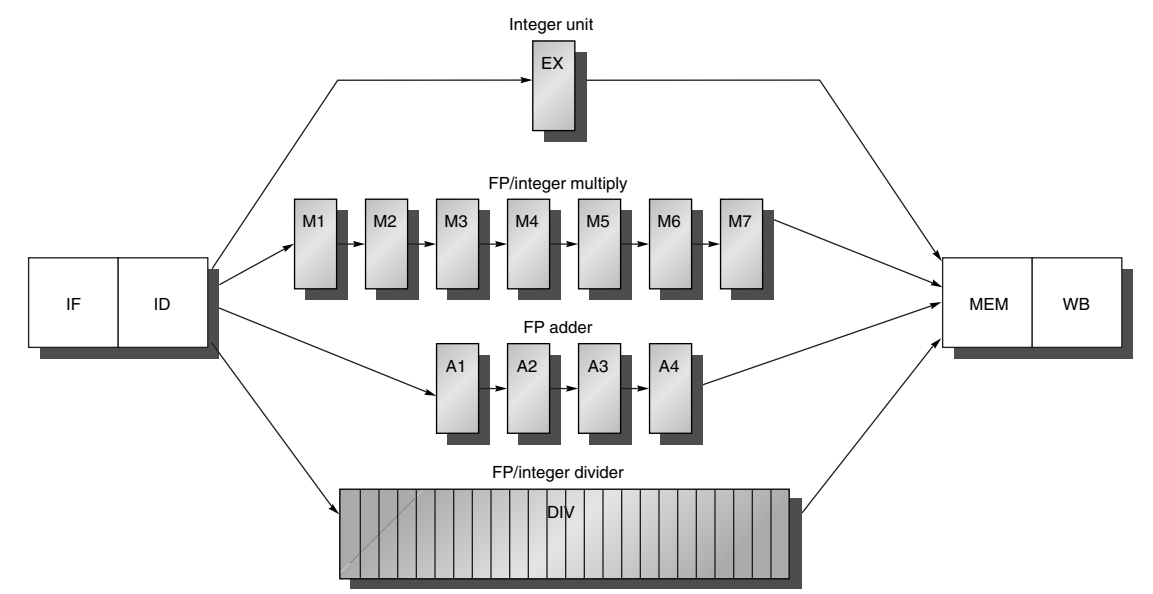 Integer unit
EX
FP/integer multiply
M1 M2 M3 M4 M5 M6 M7
IF ID
MEM WB
FP adder
A1 A2 A3 A4
FP/integer divider
DIV